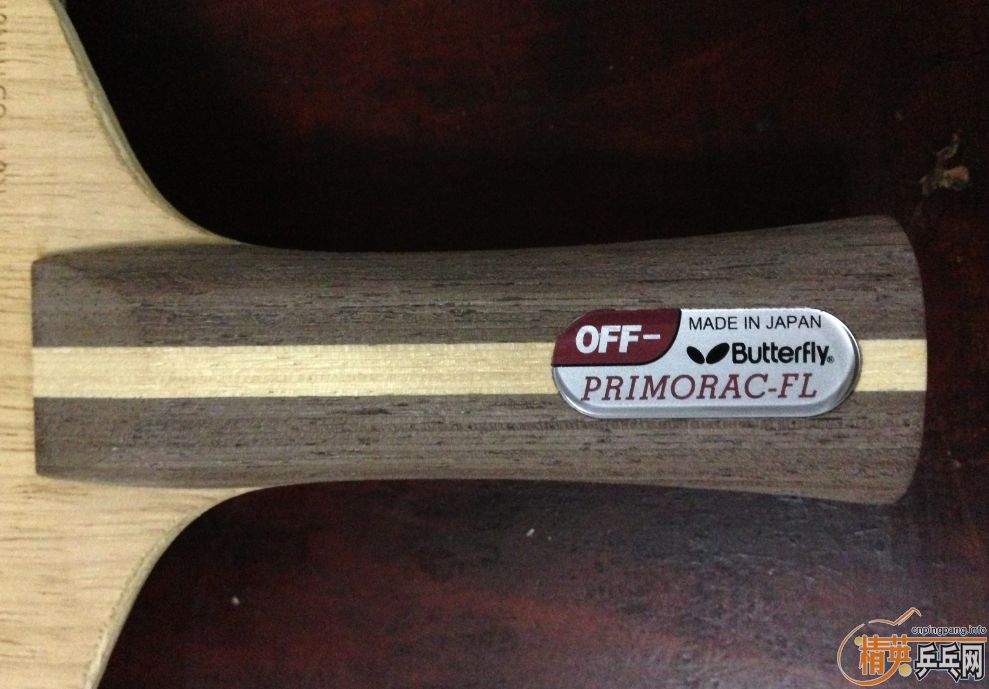 OFF-
MADE IN JAPAN
Butterfly®
PRIMORAC-FL
cnpingpang.info
精英乒乓网